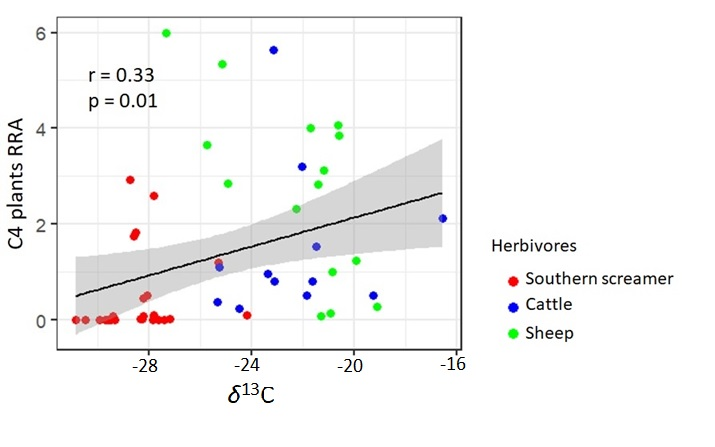 6
r = 0.33
p = 0.01
4
C4 plants RRA
2
0
-28 -24 -20 -16
δ13C
Herbivores
Southern screamer
Cattle
Sheep